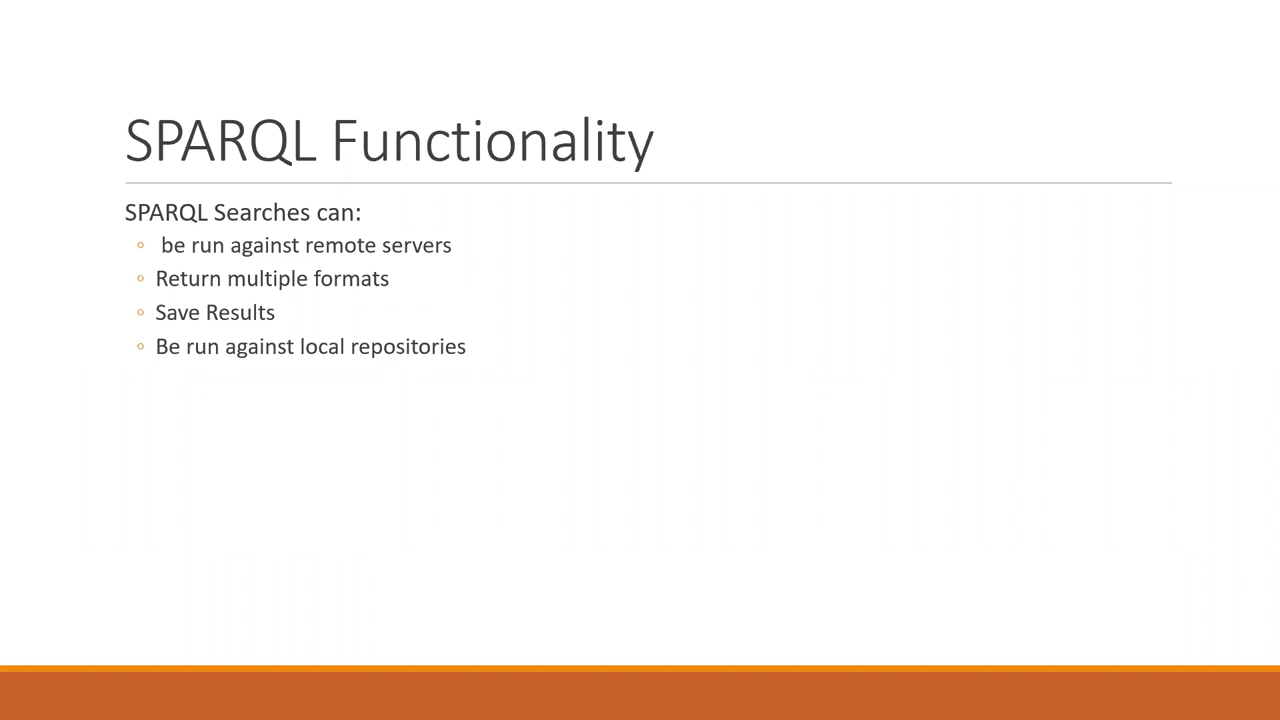 SPARQL Functionality
SPARQL Searches can:
◦ be run against remote servers
◦ Return multiple formats
◦ Save Results
◦ Be run against local repositories